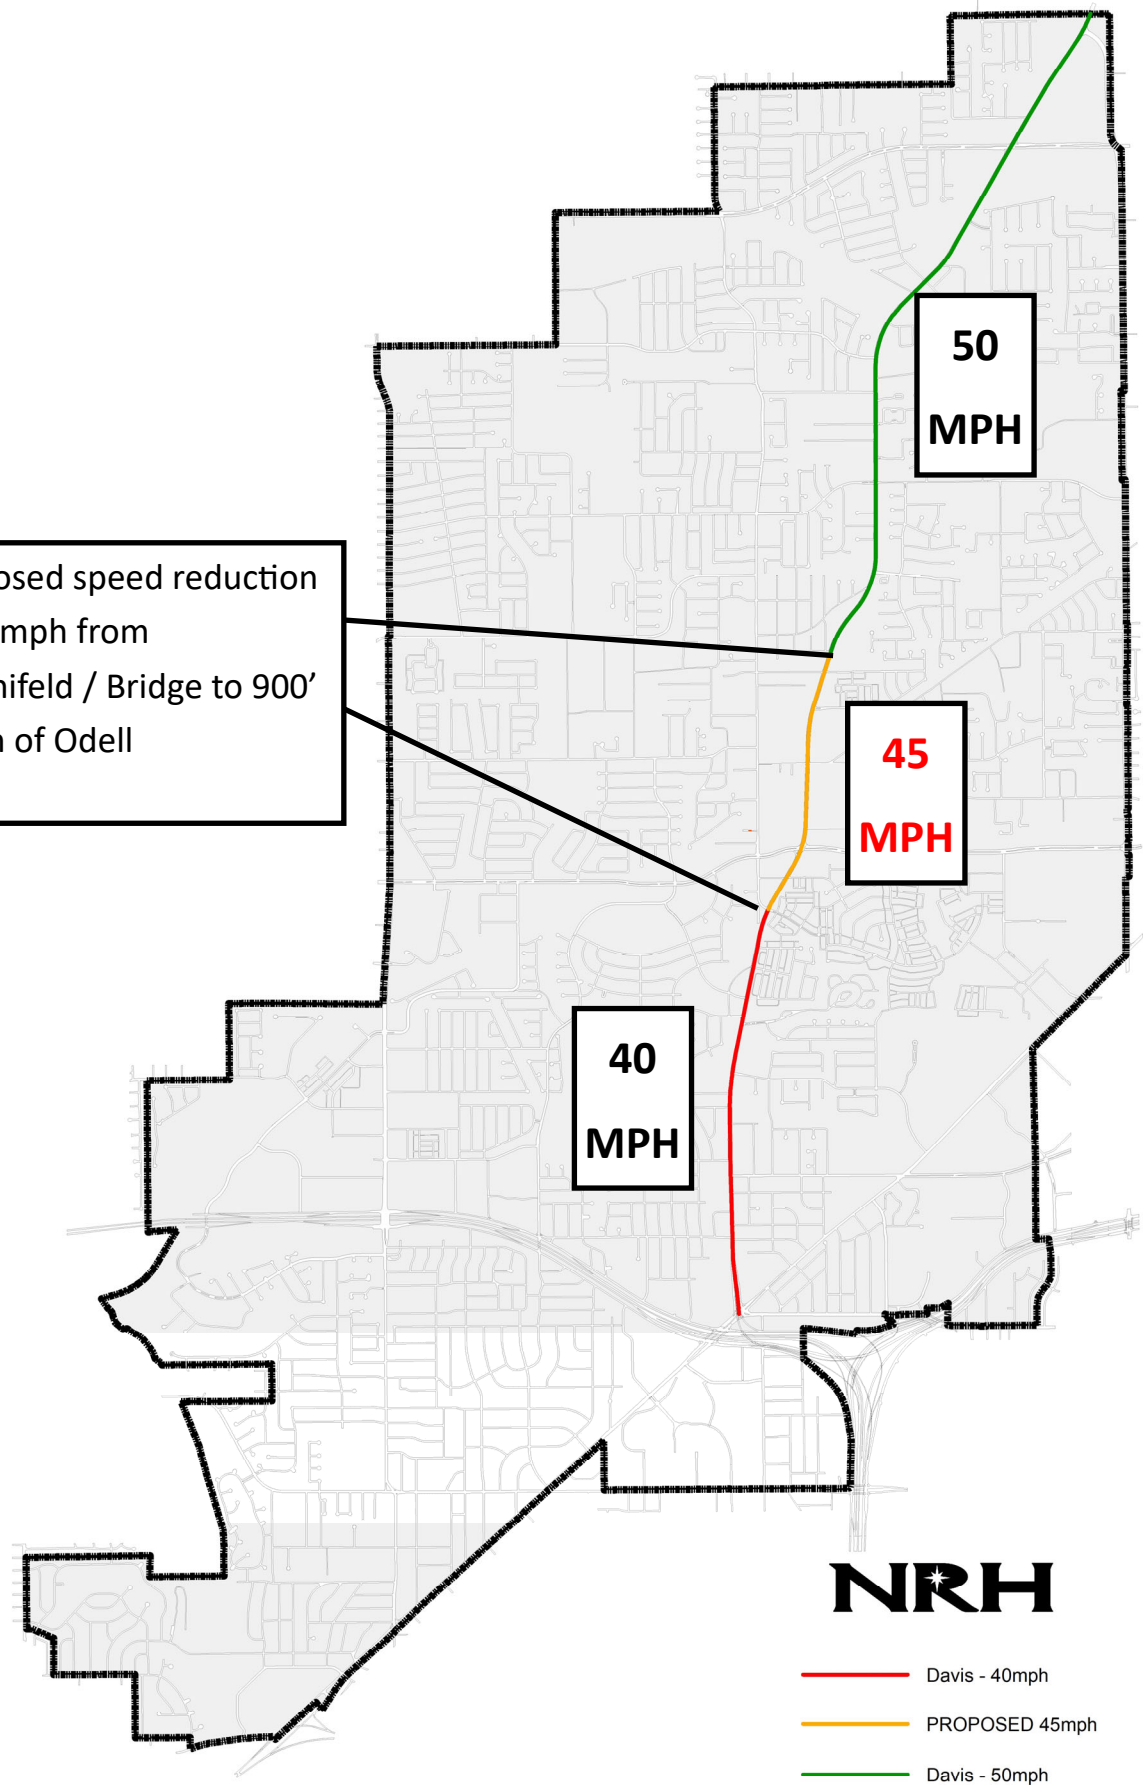 50
MPH
osed speed reduction
mph from
nifeld / Bridge to 900’
n of Odell
45
MPH
40
MPH
NRH
Davis - 40mph
PROPOSED 45mph
Davis - 50mph